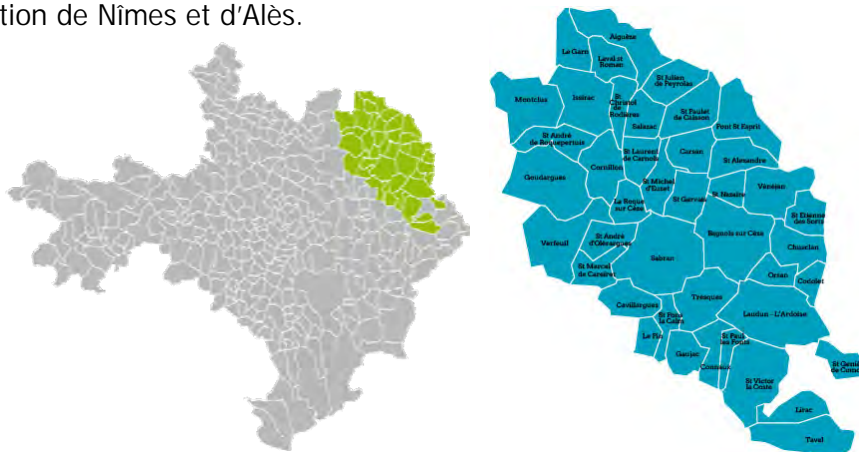 tion de Nîmes et d'Alès.
Aiguèze
Le Garn
Laval St
Roman
St Julien
de Peyrolas
Montclus
Issirac
St
Christol
de
Rodières
Salazac
St Paulet
de Caisson
Pont St Esprit
St André
de Roquepertuis
Cornillon
St Laurent
de Carnols
Carsan
St Alexandre
Goudargues
St Michel
d'Euzet
La Roque
sur Cèze
St Gervais
St Nazaire
Vénéjan
St Etienne
des Sorts
Verfeuil
St André
d'Olérargues
Sabran
Bagnols sur Cèze
Chusclan
St Marcel
de Careiret
Orsan
Codolet
Cavillargues
Tresques
Laudun - L'Ardoise
St Pons
la Calm
Le Pin
Gaujac
St Paul
les Fonts
Connaux
St Victor
la Coste
St Geniè
de Comol
Lirac
Tavel